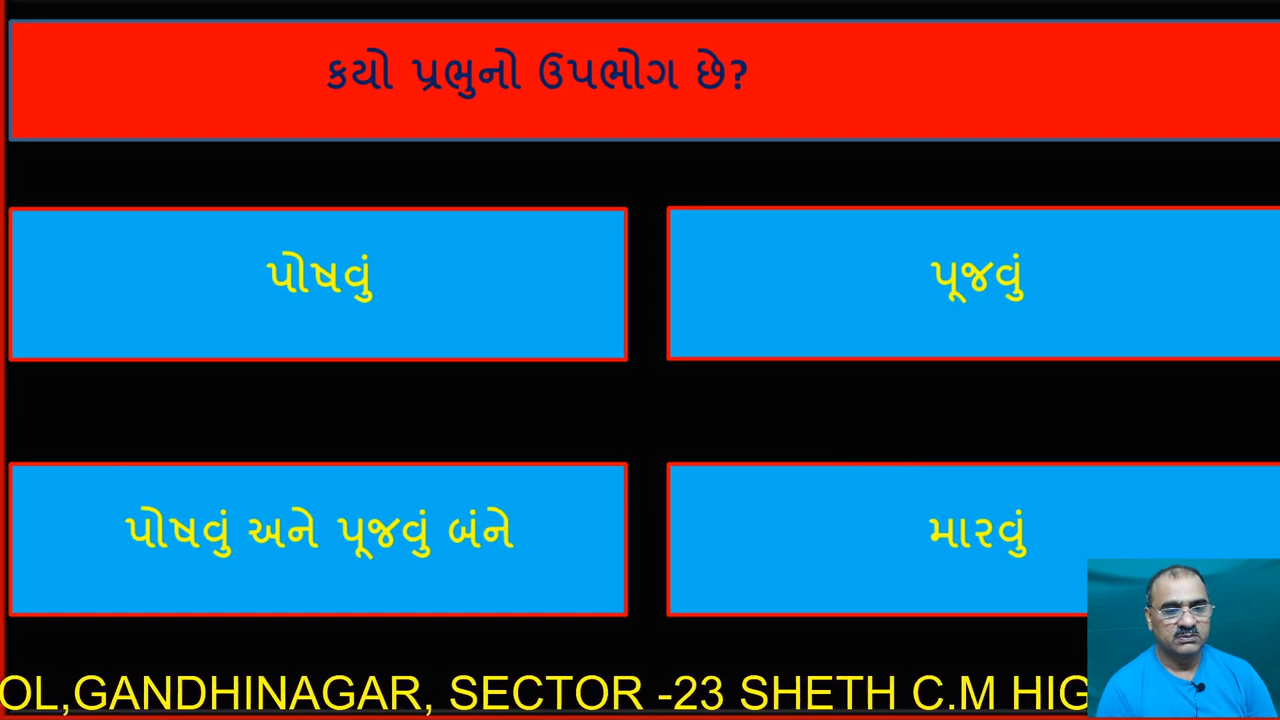 કયો પ્રભુનો ઉપભોગ છે?
પોષવું
પૂજવું
પોષવું અને પૂજવું બંને
મારવું
OL,GANDHINAGAR, SECTOR -23 SHETH C.M HIG